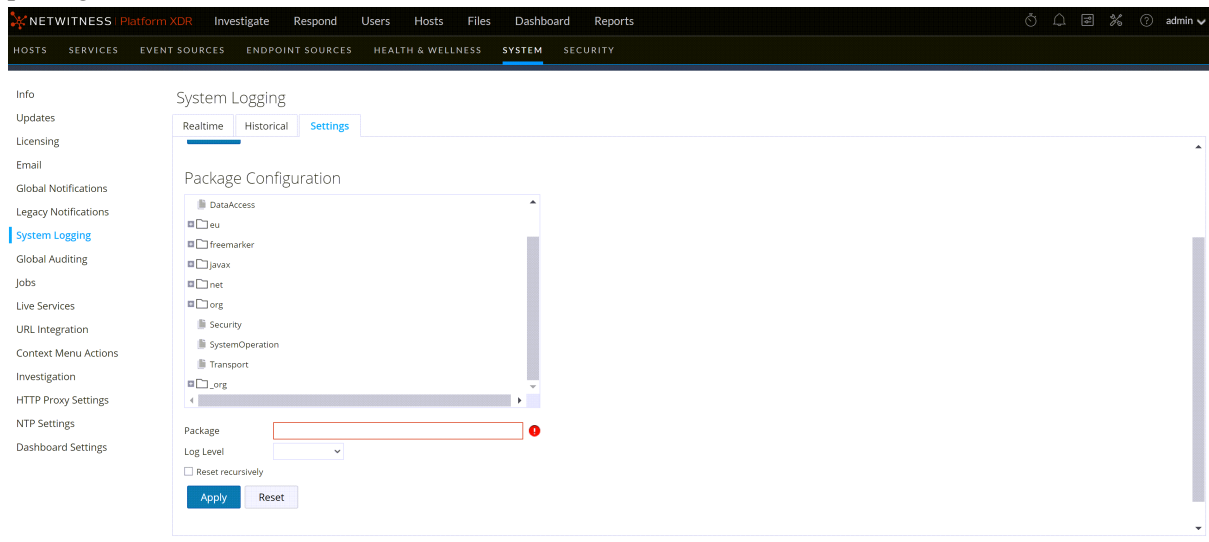 NETWITNESS Platform XDR Investigate Respond Users Hosts Files Dashboard Reports admin
HOSTS SERVICES EVENT SOURCES ENDPOINT SOURCES HEALTH & WELLNESS SYSTEM SECURITY
Info
Updates
Licensing
Email
Global Notifications
Legacy Notifications
System Logging
Global Auditing
Jobs
Live Services
URL Integration
Context Menu Actions
Investigation
HTTP Proxy Settings
NTP Settings
Dashboard Settings
System Logging
Realtime Historical Settings
Package Configuration
DataAccess
eu
freemarker
javax
net
org
Security
SystemOperation
Transport
_org
Package
Log Level
Reset recursively
Apply Reset